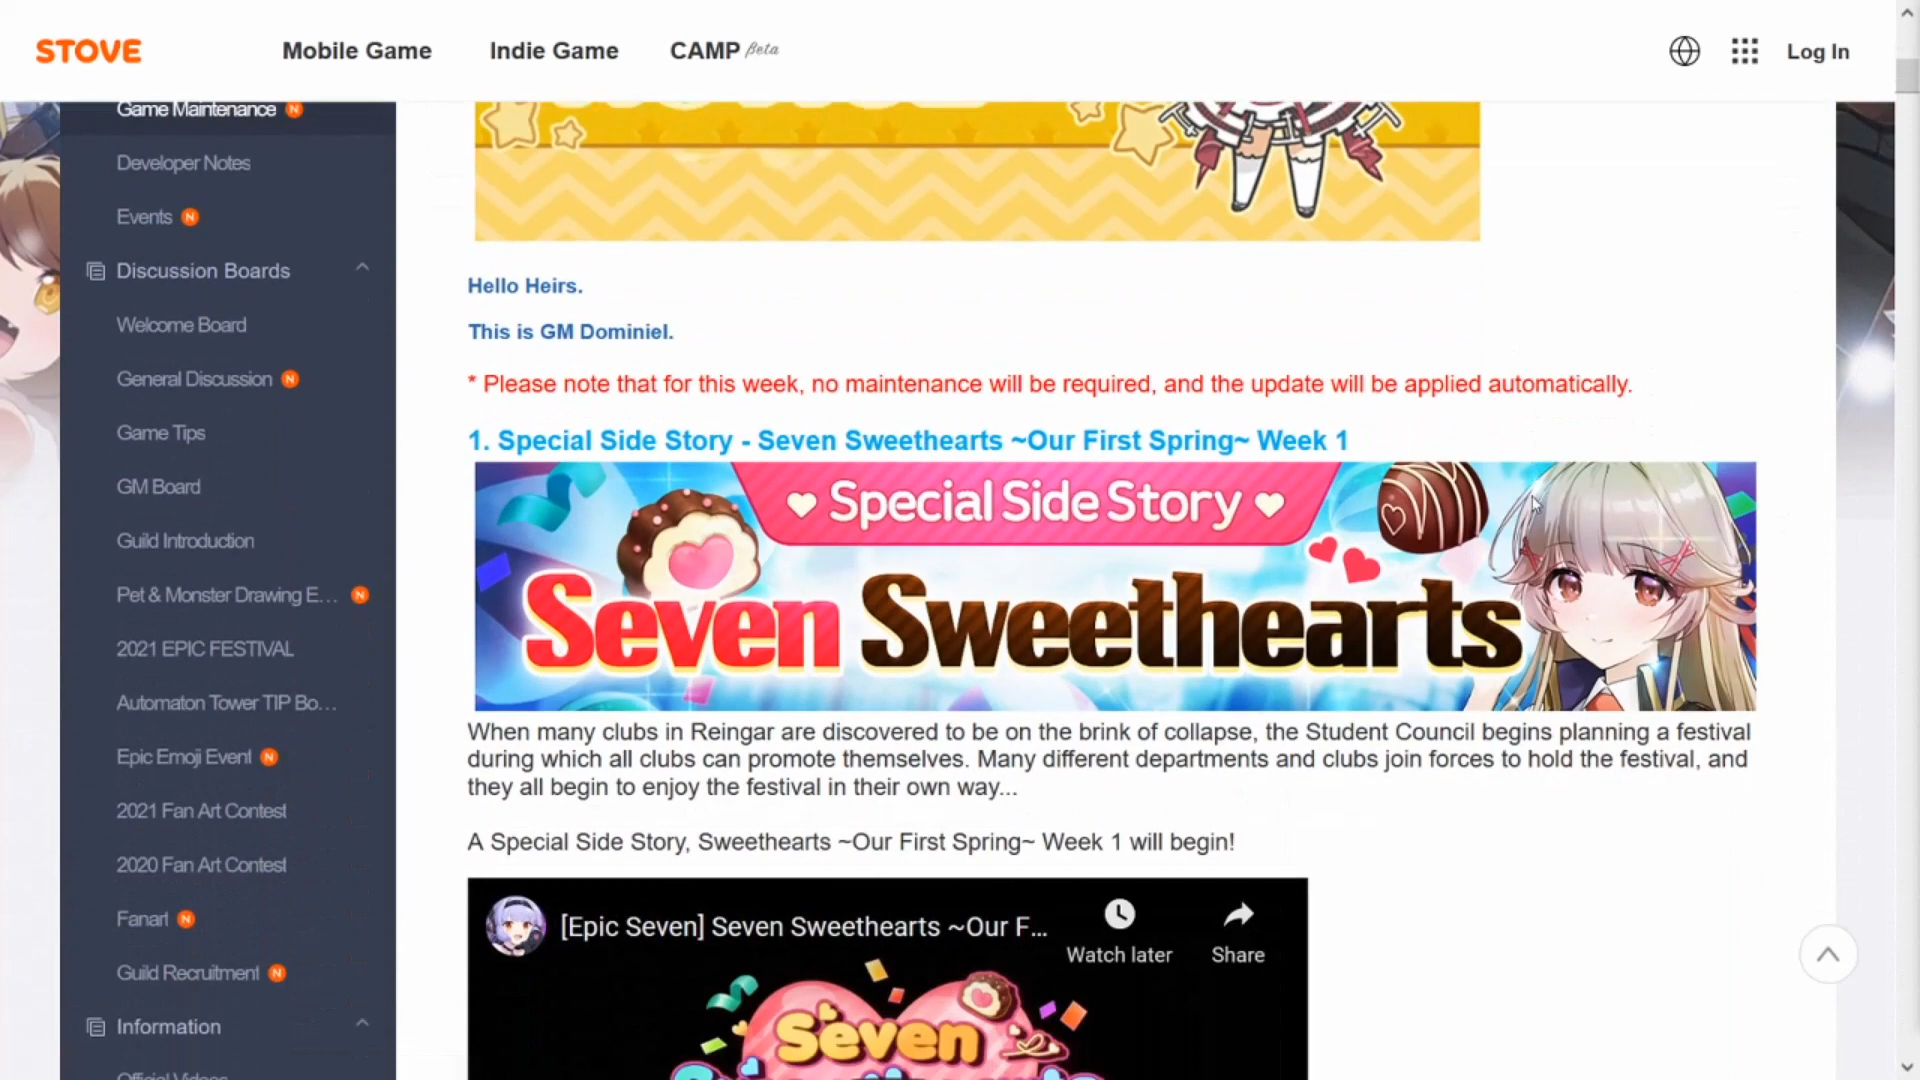 STOVE
Mobile Game
Indie Game
CAMP Beta
Log In
Game Maintenance N
Developer Notes
Events N
Discussion Boards
Welcome Board
General Discussion N
Game Tips
GM Board
Guild Introduction
Pet & Monster Drawing E... N
2021 EPIC FESTIVAL
Automaton Tower TIP Bo...
Epic Emoji Event N
2021 Fan Art Contest
2020 Fan Art Contest
Fanart N
Guild Recruitment N
Information
Official Videos
Hello Heirs.
This is GM Dominiel.
* Please note that for this week, no maintenance will be required, and the update will be applied automatically.
1. Special Side Story - Seven Sweethearts ~Our First Spring~ Week 1
Special Side Story
Seven Sweethearts
When many clubs in Reingar are discovered to be on the brink of collapse, the Student Council begins planning a festival
during which all clubs can promote themselves. Many different departments and clubs join forces to hold the festival, and
they all begin to enjoy the festival in their own way...
A Special Side Story, Sweethearts ~Our First Spring~ Week 1 will begin!
[Epic Seven] Seven Sweethearts ~Our F...
Watch later
Share
Seven